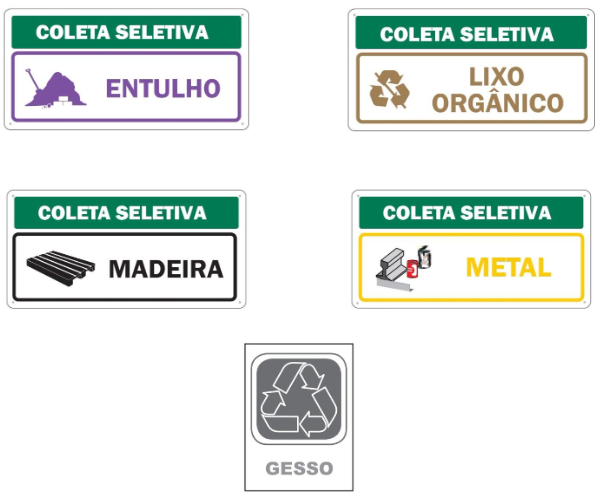 COLETA SELETIVA
ENTULHO
COLETA SELETIVA
LIXO
ORGÂNICO
COLETA SELETIVA
MADEIRA
COLETA SELETIVA
METAL
GESSO